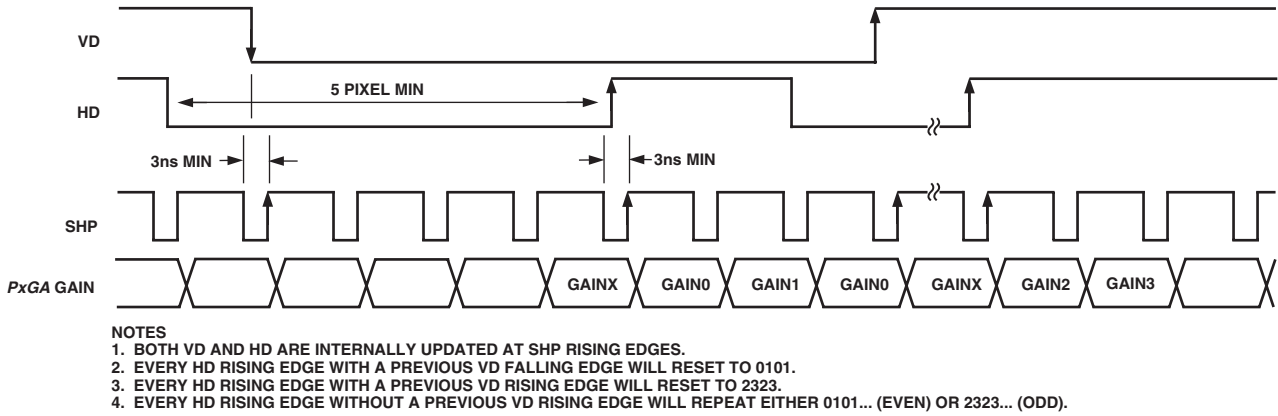 VD
5 PIXEL MIN
HD
3ns MIN 3ns MIN
SHP
PxGA GAIN GAINX GAIN0 GAIN1 GAIN0 GAINX GAIN2 GAIN3
NOTES
1. BOTH VD AND HD ARE INTERNALLY UPDATED AT SHP RISING EDGES.
2. EVERY HD RISING EDGE WITH A PREVIOUS VD FALLING EDGE WILL RESET TO 0101.
3. EVERY HD RISING EDGE WITH A PREVIOUS VD RISING EDGE WILL RESET TO 2323.
4. EVERY HD RISING EDGE WITHOUT A PREVIOUS VD RISING EDGE WILL REPEAT EITHER 0101... (EVEN) OR 2323... (ODD).